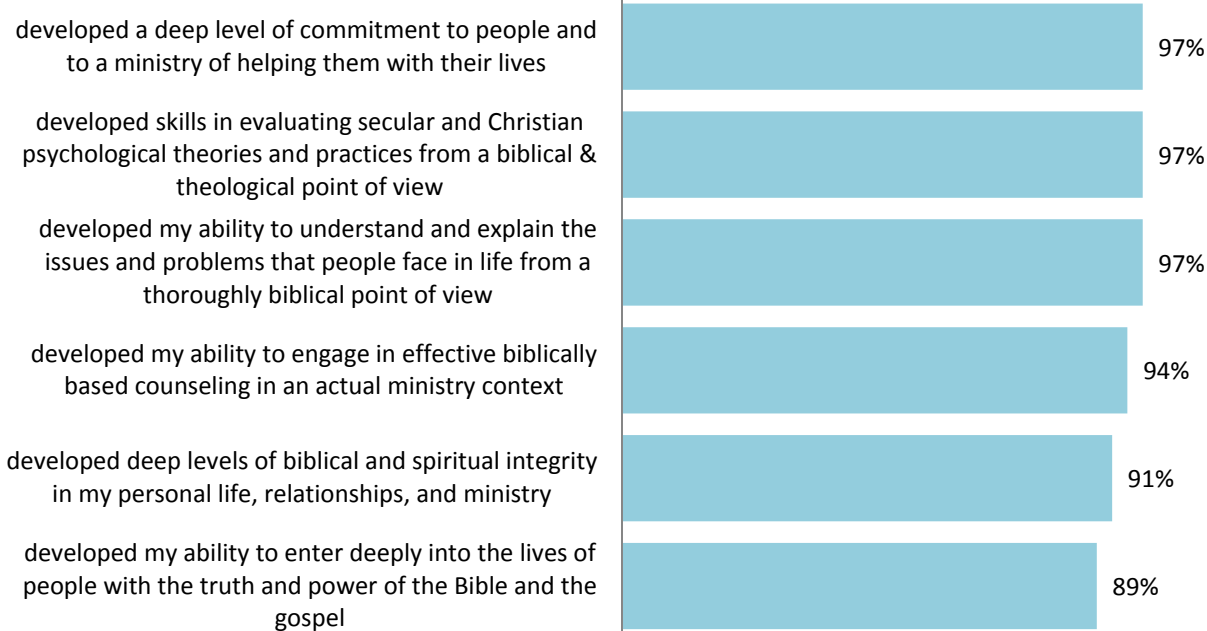 developed a deep level of commitment to people and
to a ministry of helping them with their lives
97%
developed skills in evaluating secular and Christian
psychological theories and practices from a biblical &
theological point of view
97%
developed my ability to understand and explain the
issues and problems that people face in life from a
thoroughly biblical point of view
97%
developed my ability to engage in effective biblically
based counseling in an actual ministry context
94%
developed deep levels of biblical and spiritual integrity
in my personal life, relationships, and ministry
91%
developed my ability to enter deeply into the lives of
people with the truth and power of the Bible and the
gospel
89%